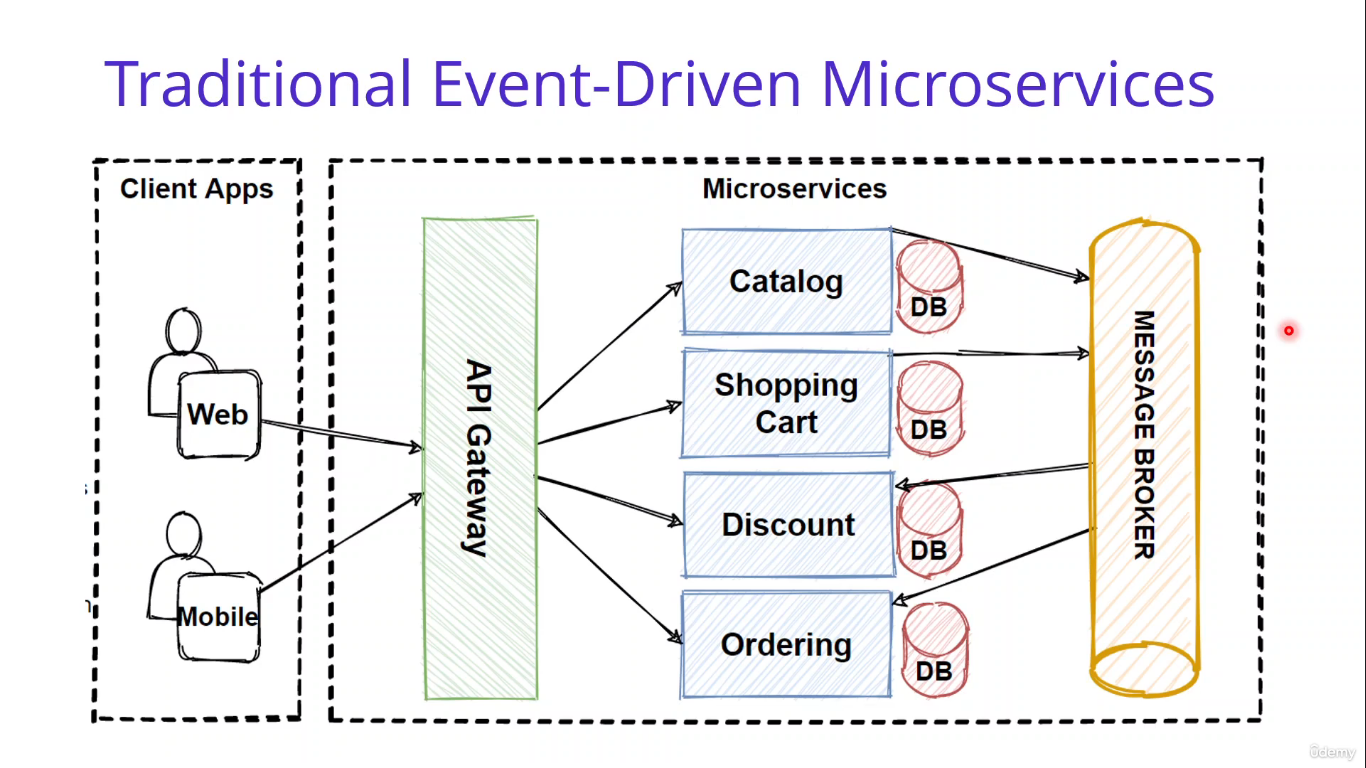 Traditional Event-Driven Microservices
Client Apps
Web
Mobile
API Gateway
Microservices
Catalog
DB
Shopping
Cart
DB
Discount
DB
Ordering
DB
MESSAGE BROKER
ûdemy